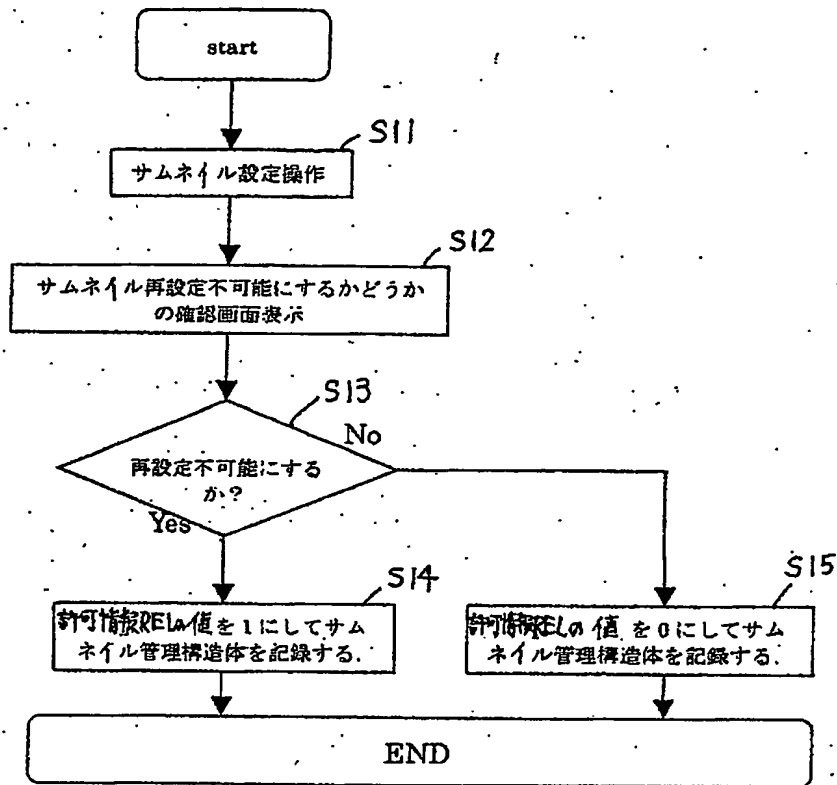 start
S11
サムネイル設定操作
S12
サムネイル再設定不可能にするかどうか
の確認画面表示
S13
No
再設定不可能にする
か?
Yes
S14
許可情報RELの値を1にしてサム
ネイル管理構造体を記録する.
S15
許可情報RELの値を0にしてサム
ネイル管理構造体を記録する.
END